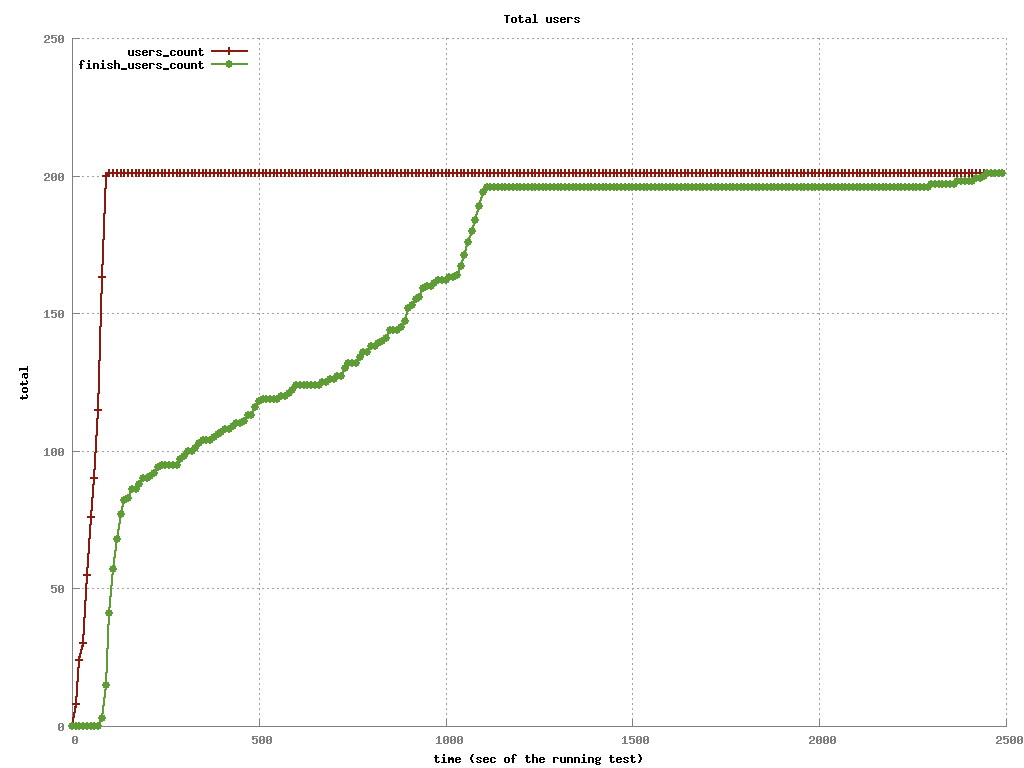 Total users
250
users_count
finish_users_count
200
150
total
100
50
0
0 500 1000 1500 2000 2500
time (sec of the running test)